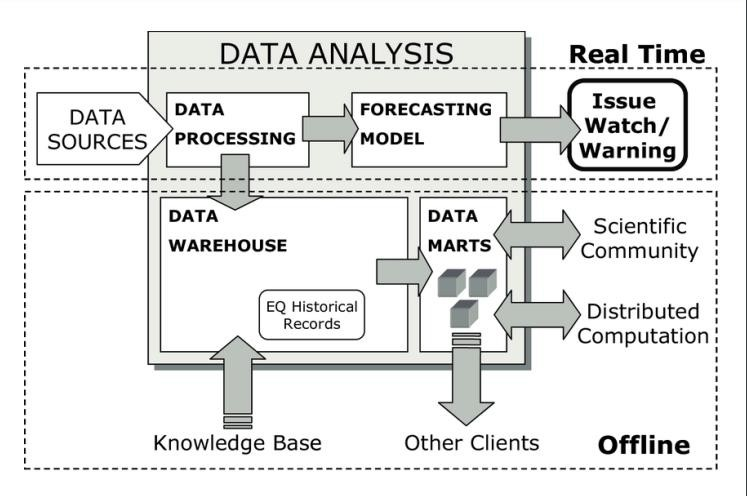 DATA ANALYSIS
Real Time
DATA
SOURCES
DATA
PROCESSING
FORECASTING
MODEL
Issue
Watch/
Warning
DATA
WAREHOUSE
EQ Historical
Records
DATA
MARTS
Scientific
Community
Distributed
Computation
Knowledge Base
Other Clients
Offline